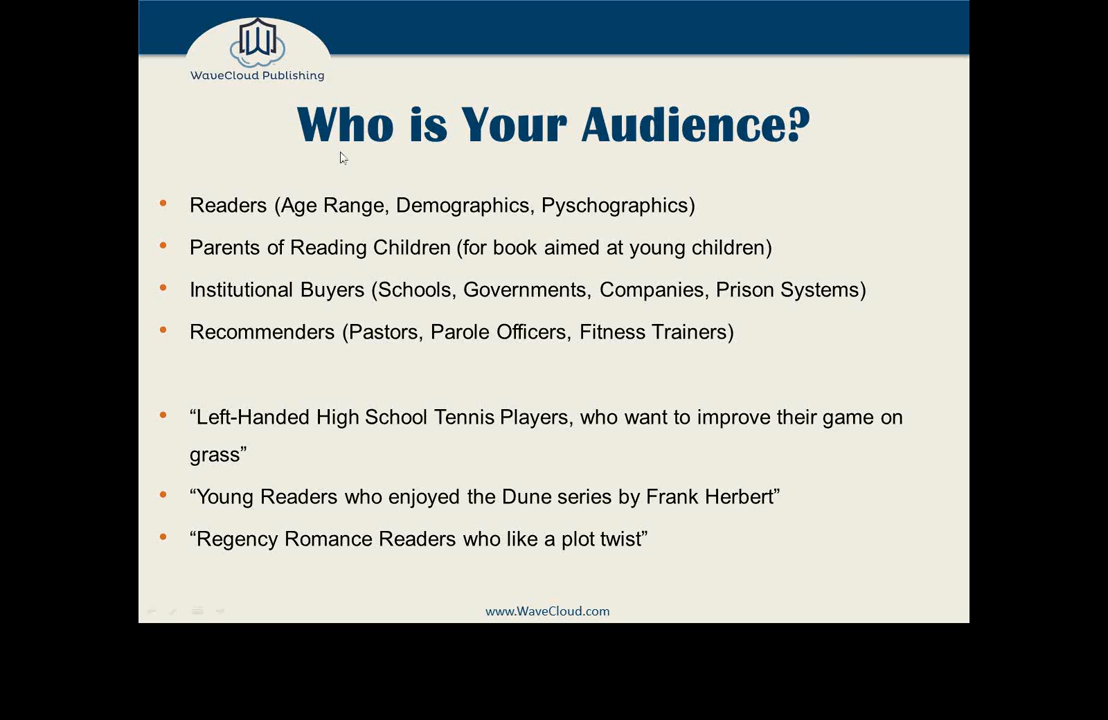 WaveCloud Publishing
Who is Your Audience?
• Readers (Age Range, Demographics, Pyschographics)
• Parents of Reading Children (for book aimed at young children)
• Institutional Buyers (Schools, Governments, Companies, Prison Systems)
• Recommenders (Pastors, Parole Officers, Fitness Trainers)
• “Left-Handed High School Tennis Players, who want to improve their game on
grass”
• “Young Readers who enjoyed the Dune series by Frank Herbert”
• “Regency Romance Readers who like a plot twist”
www.WaveCloud.com